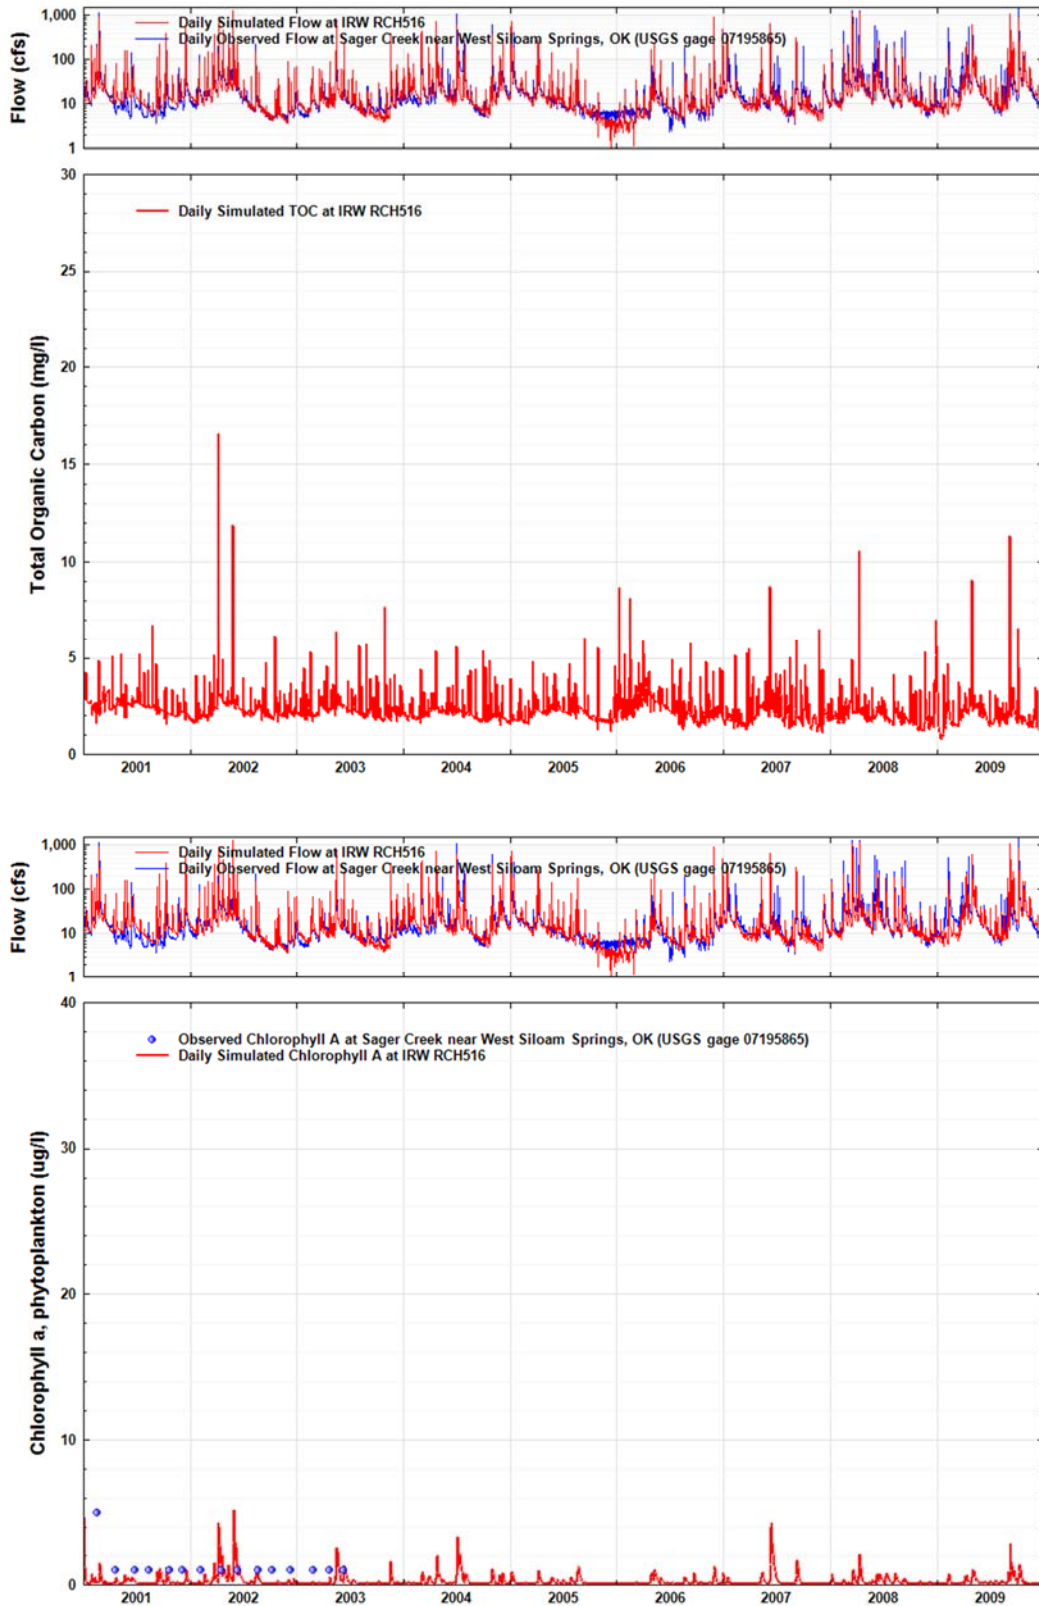 Flow (cfs)
1,000
100
10
1
Daily Simulated Flow at IRW RCH516
Daily Observed Flow at Sager Creek near West Siloam Springs, OK (USGS gage 07195865)
Total Organic Carbon (mg/l)
30
25
20
15
10
5
0
Daily Simulated TOC at IRW RCH516
2001 2002 2003 2004 2005 2006 2007 2008 2009
Flow (cfs)
1,000
100
10
1
Daily Simulated Flow at IRW RCH516
Daily Observed Flow at Sager Creek near West Siloam Springs, OK (USGS gage 07195865)
Chlorophyll a, phytoplankton (ug/l)
40
30
20
10
0
Observed Chlorophyll A at Sager Creek near West Siloam Springs, OK (USGS gage 07195865)
Daily Simulated Chlorophyll A at IRW RCH516
2001 2002 2003 2004 2005 2006 2007 2008 2009